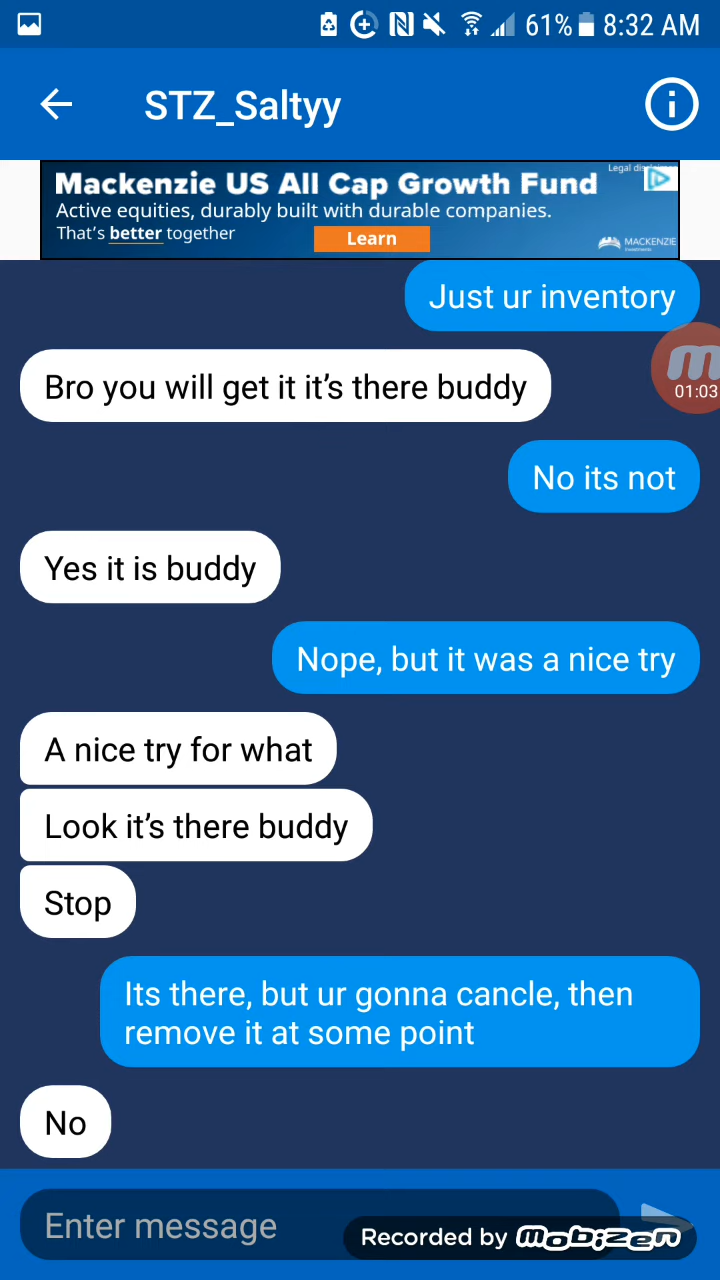 61% 8:32 AM
STZ_Saltyy
Legal
Mackenzie US All Cap Growth Fund
Active equities, durably built with durable companies.
That's better together
Learn
MACKENZIE
Investments
Just ur inventory
Bro you will get it it’s there buddy
01:03
No its not
Yes it is buddy
Nope, but it was a nice try
A nice try for what
Look it’s there buddy
Stop
Its there, but ur gonna cancle, then
remove it at some point
No
Enter message
Recorded by mobizen